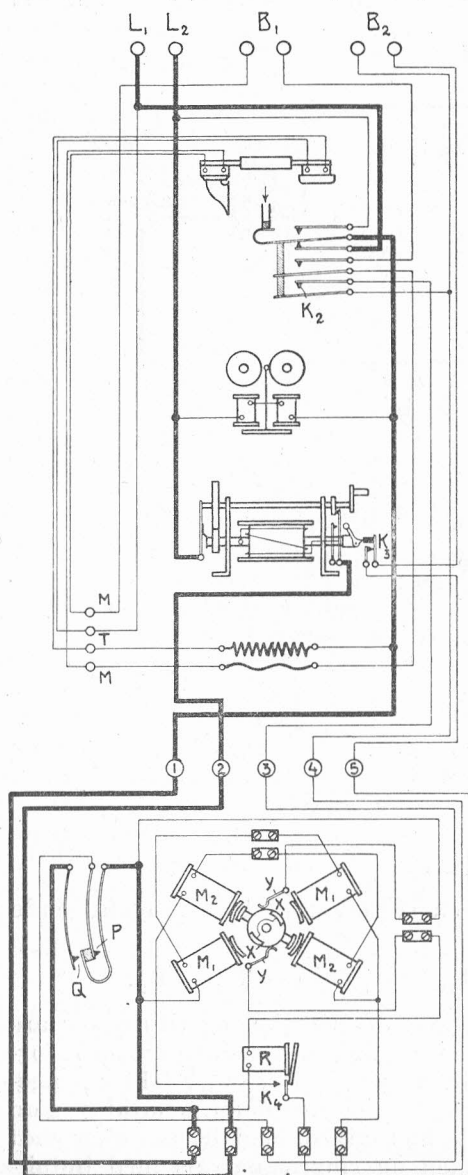 L₁ L₂ B₁ B₂
K₂
K₃
M
T
M
1 2 3 4 5
M₂ Y M₁
X
P
Q
X
M₁ Y M₂
R
K₄